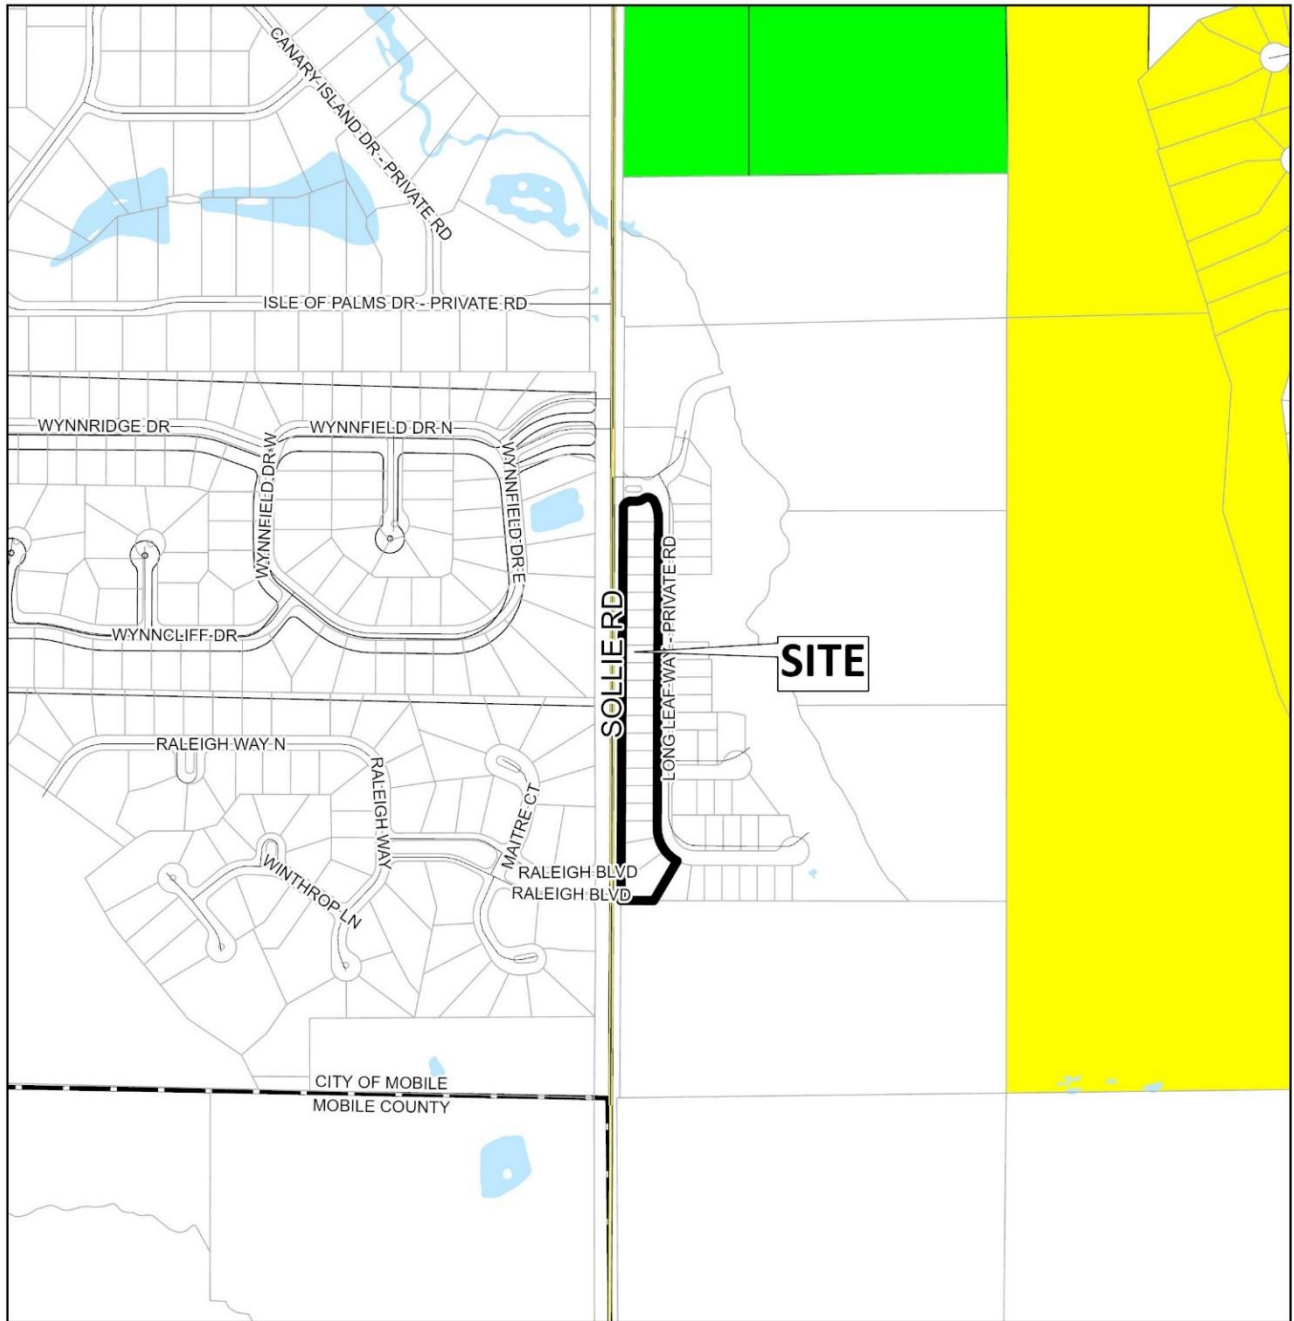 CANARY ISLAND DR - PRIVATE RD
ISLE OF PALMS DR - PRIVATE RD
WYNNRIDGE DR
WYNNFIELD DR N
WYNNFIELD DR W
WYNNFIELD DR E
WYNNCLIFF DR
SOLLIE RD
LONG LEAF WAY - PRIVATE RD
SITE
RALEIGH WAY N
RALEIGH WAY
MAITRE CT
WINTHROP LN
RALEIGH BLVD
RALEIGH BLVD
CITY OF MOBILE
MOBILE COUNTY